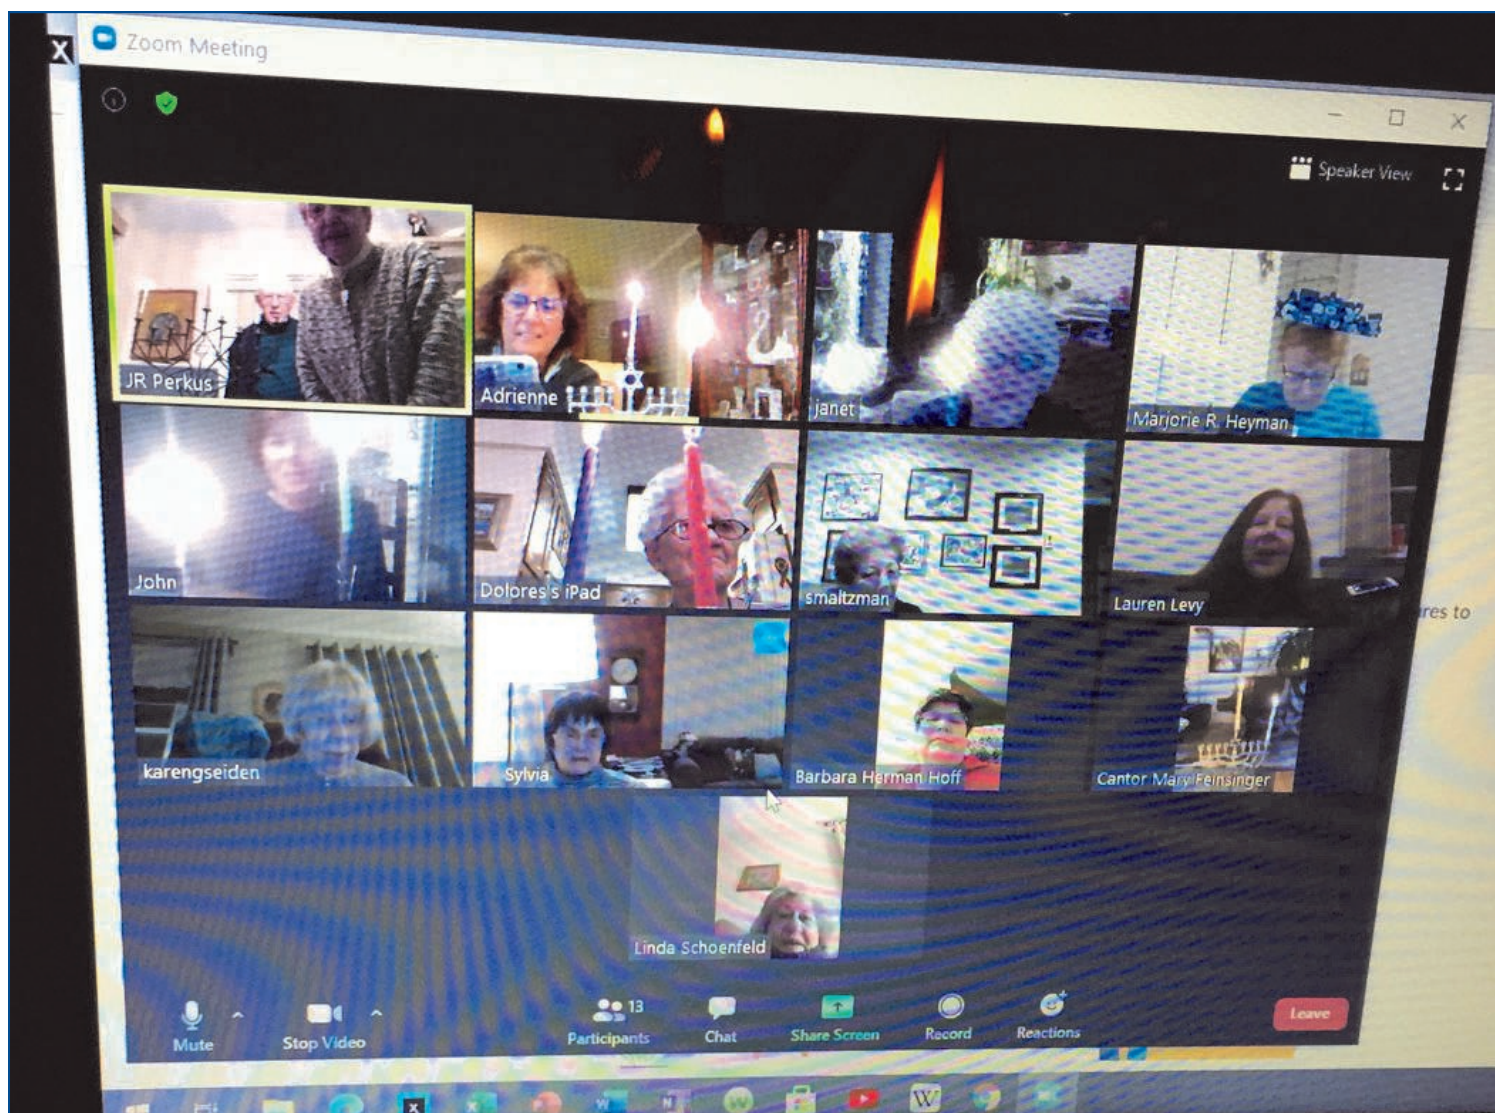 X
Zoom Meeting
Speaker View
JR Perkus
Adrienne
janet
Marjorie R. Heyman
John
Dolores's iPad
smaltzman
Lauren Levy
res to
karengseiden
Sylvia
Barbara Herman Hoff
Cantor Mary Feinsinger
Linda Schoenfeld
Mute
Stop Video
13
Participants
Chat
Share Screen
Record
Reactions
Leave
X
W